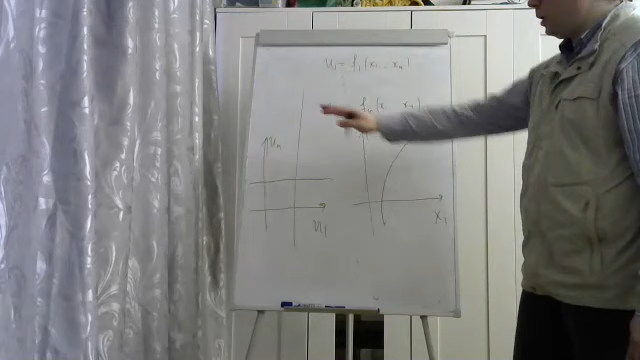 u₁ = f₁(x₁ ... xₙ)
fₙ(x₁ ... xₙ)
uₙ
u₁
x₁